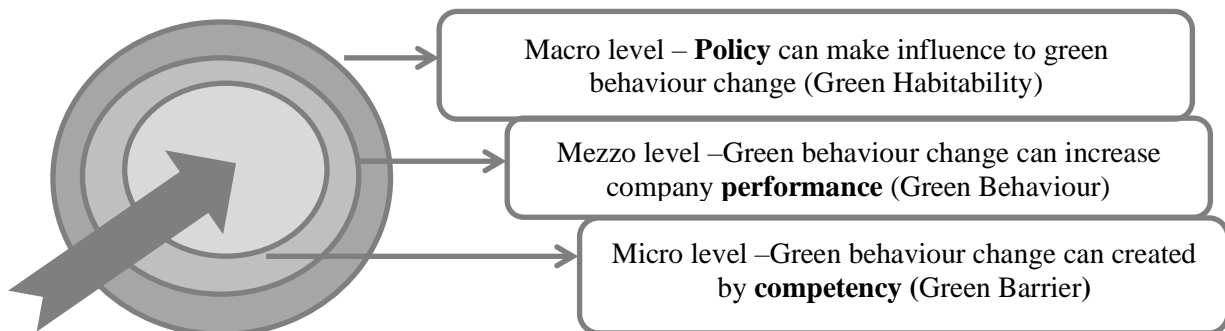 Macro level – Policy can make influence to green
behaviour change (Green Habitability)
Mezzo level –Green behaviour change can increase
company performance (Green Behaviour)
Micro level –Green behaviour change can created
by competency (Green Barrier)